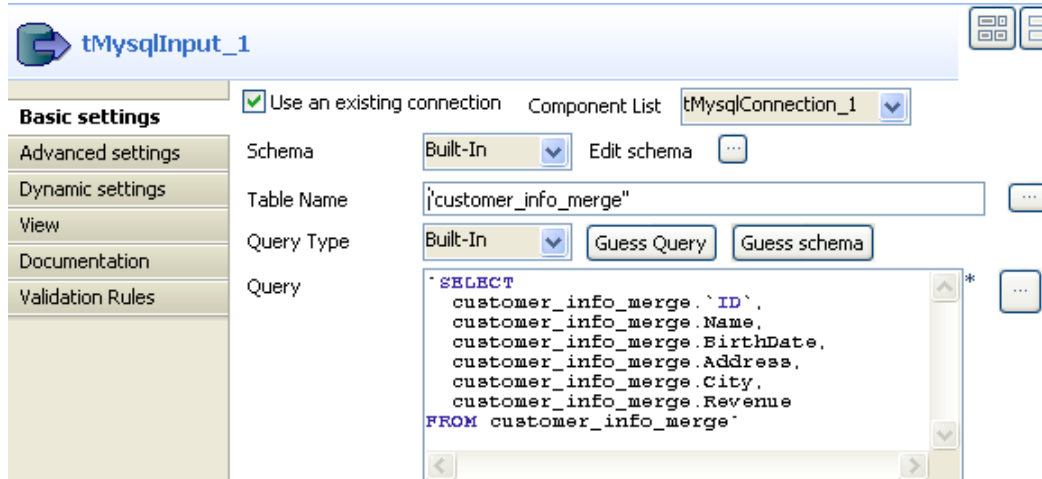 tMysqlInput_1
Basic settings
Advanced settings
Dynamic settings
View
Documentation
Validation Rules
Use an existing connection Component List tMysqlConnection_1
Schema Built-In Edit schema ...
Table Name "customer_info_merge" ...
Query Type Built-In Guess Query Guess schema
Query "SELECT * ...
customer_info_merge.`ID`,
customer_info_merge.Name,
customer_info_merge.BirthDate,
customer_info_merge.Address,
customer_info_merge.City,
customer_info_merge.Revenue
FROM customer_info_merge"